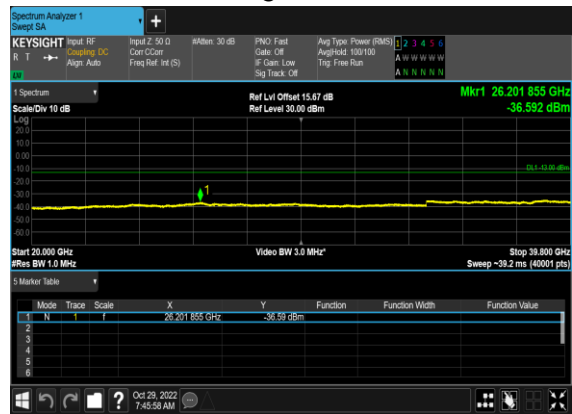 Spectrum Analyzer 1
Swept SA
KEYSIGHT Input: RF Input Z: 50 Ω #Atten: 30 dB PNO: Fast Avg Type: Power (RMS) 1 2 3 4 5 6
R T Coupling: DC Corr CCorr Gate: Off Avg|Hold: 100/100 A W W W W W
Align: Auto Freq Ref: Int (S) IF Gain: Low Trig: Free Run
Sig Track: Off A N N N N N
1 Spectrum Ref Lvl Offset 15.67 dB Mkr1 26.201 855 GHz
Scale/Div 10 dB Ref Level 30.00 dBm -36.592 dBm
Log
20.0
10.0
0.00
-10.0
DL1 -13.00 dBm
-20.0
-30.0
1
-40.0
-50.0
-60.0
Start 20.000 GHz Video BW 3.0 MHz* Stop 39.800 GHz
#Res BW 1.0 MHz Sweep ~39.2 ms (40001 pts)
5 Marker Table
Mode Trace Scale X Y Function Function Width Function Value
1 N 1 f 26.201 855 GHz -36.59 dBm
2
3
4
5
6
? Oct 29, 2022
7:45:58 AM